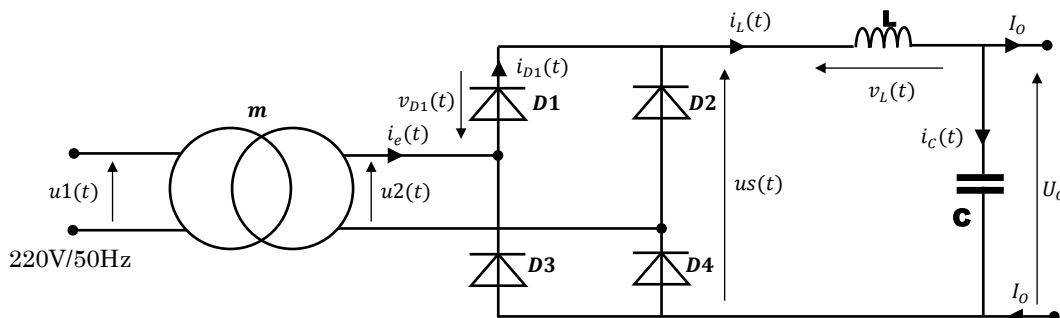 L
i_L(t)
I_O
i_D1(t)
v_D1(t)
D1
D2
v_L(t)
m
i_e(t)
i_C(t)
u1(t)
u2(t)
us(t)
C
U_O
220V/50Hz
D3
D4
I_O